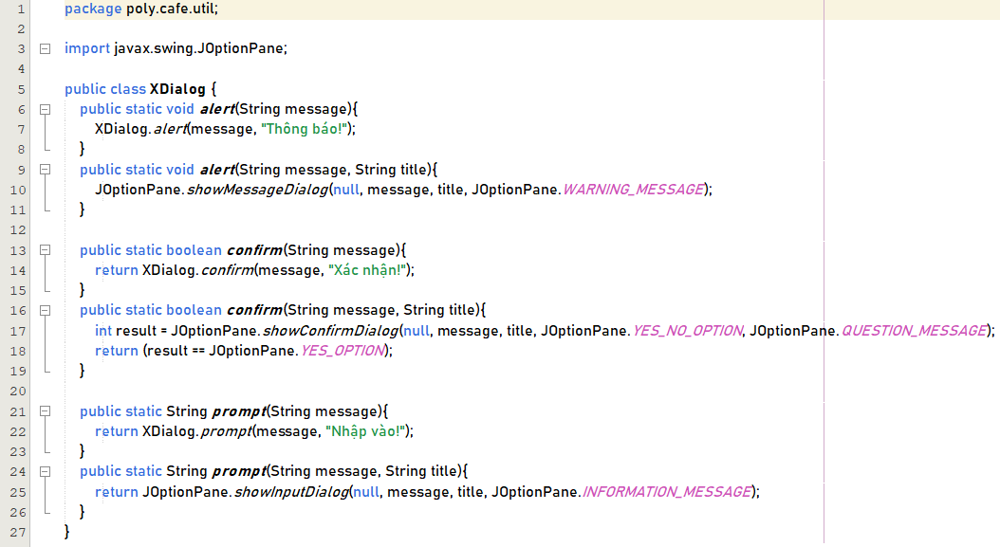 1 package poly.cafe.util;
2
3 import javax.swing.JOptionPane;
4
5 public class XDialog {
6 public static void alert(String message){
7 XDialog.alert(message, "Thông báo!");
8 }
9 public static void alert(String message, String title){
10 JOptionPane.showMessageDialog(null, message, title, JOptionPane.WARNING_MESSAGE);
11 }
12
13 public static boolean confirm(String message){
14 return XDialog.confirm(message, "Xác nhận!");
15 }
16 public static boolean confirm(String message, String title){
17 int result = JOptionPane.showConfirmDialog(null, message, title, JOptionPane.YES_NO_OPTION, JOptionPane.QUESTION_MESSAGE);
18 return (result == JOptionPane.YES_OPTION);
19 }
20
21 public static String prompt(String message){
22 return XDialog.prompt(message, "Nhập vào!");
23 }
24 public static String prompt(String message, String title){
25 return JOptionPane.showInputDialog(null, message, title, JOptionPane.INFORMATION_MESSAGE);
26 }
27 }